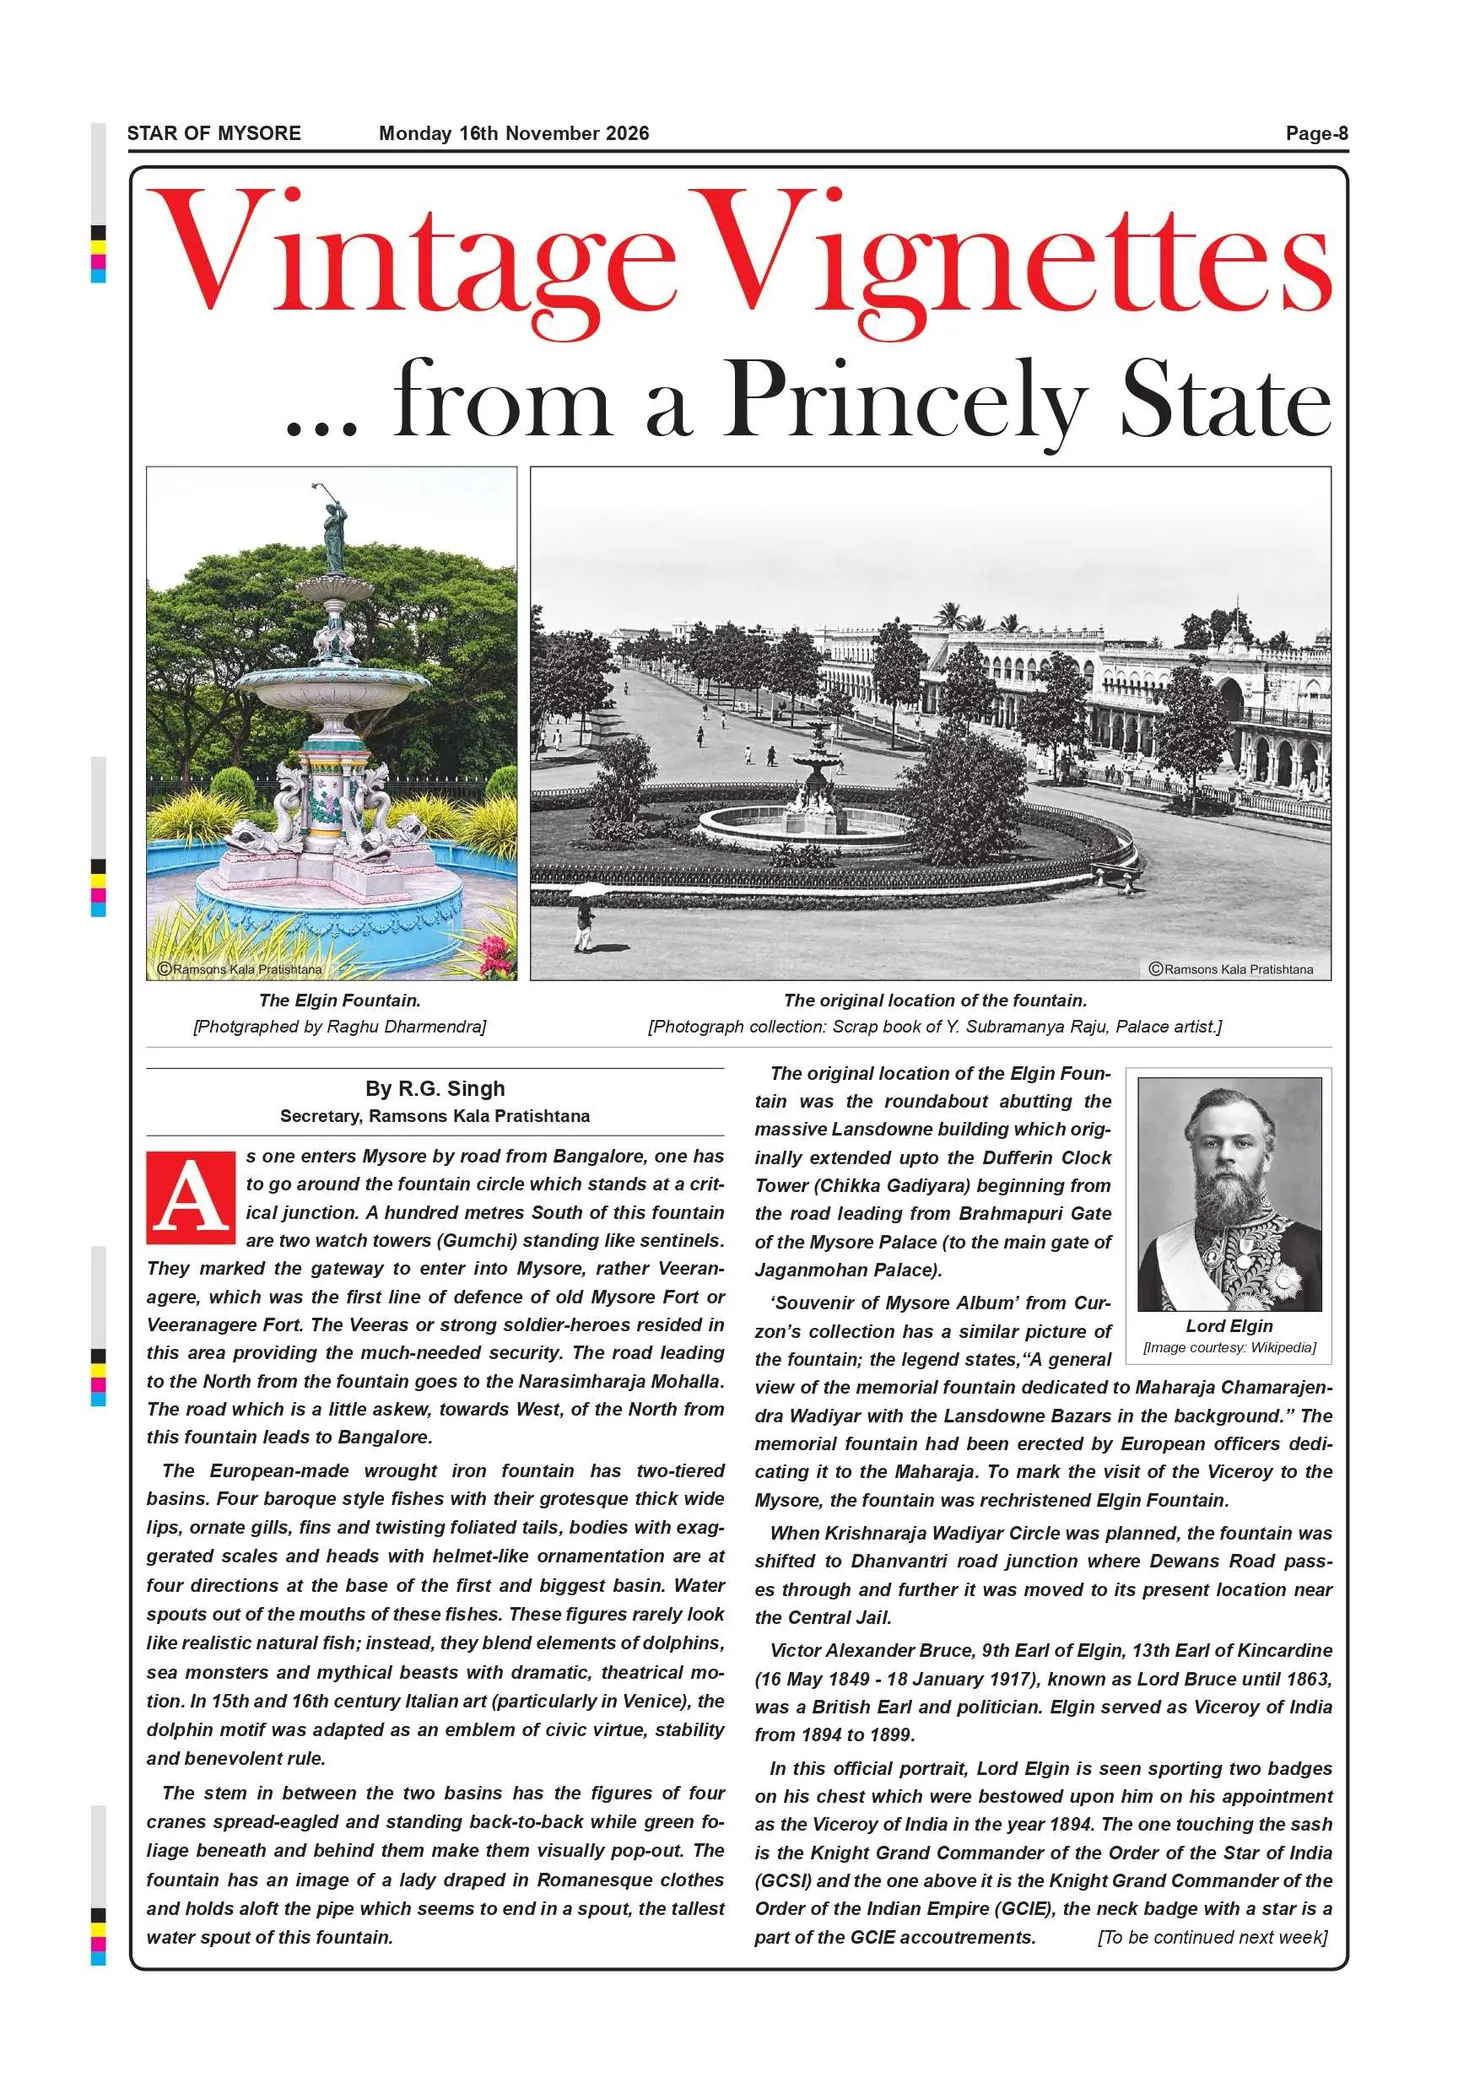 STAR OF MYSORE Monday 16th November 2026 Page-8
Vintage Vignettes
... from a Princely State
©Ramsons Kala Pratishtana
©Ramsons Kala Pratishtana
The Elgin Fountain.
[Photgraphed by Raghu Dharmendra]
The original location of the fountain.
[Photograph collection: Scrap book of Y. Subramanya Raju, Palace artist.]
By R.G. Singh
Secretary, Ramsons Kala Pratishtana
As one enters Mysore by road from Bangalore, one has
to go around the fountain circle which stands at a crit-
ical junction. A hundred metres South of this fountain
are two watch towers (Gumchi) standing like sentinels.
They marked the gateway to enter into Mysore, rather Veeran-
agere, which was the first line of defence of old Mysore Fort or
Veeranagere Fort. The Veeras or strong soldier-heroes resided in
this area providing the much-needed security. The road leading
to the North from the fountain goes to the Narasimharaja Mohalla.
The road which is a little askew, towards West, of the North from
this fountain leads to Bangalore.
The European-made wrought iron fountain has two-tiered
basins. Four baroque style fishes with their grotesque thick wide
lips, ornate gills, fins and twisting foliated tails, bodies with exag-
gerated scales and heads with helmet-like ornamentation are at
four directions at the base of the first and biggest basin. Water
spouts out of the mouths of these fishes. These figures rarely look
like realistic natural fish; instead, they blend elements of dolphins,
sea monsters and mythical beasts with dramatic, theatrical mo-
tion. In 15th and 16th century Italian art (particularly in Venice), the
dolphin motif was adapted as an emblem of civic virtue, stability
and benevolent rule.
The stem in between the two basins has the figures of four
cranes spread-eagled and standing back-to-back while green fo-
liage beneath and behind them make them visually pop-out. The
fountain has an image of a lady draped in Romanesque clothes
and holds aloft the pipe which seems to end in a spout, the tallest
water spout of this fountain.
The original location of the Elgin Foun-
tain was the roundabout abutting the
massive Lansdowne building which orig-
inally extended upto the Dufferin Clock
Tower (Chikka Gadiyara) beginning from
the road leading from Brahmapuri Gate
of the Mysore Palace (to the main gate of
Jaganmohan Palace).
‘Souvenir of Mysore Album’ from Cur-
zon’s collection has a similar picture of
the fountain; the legend states,“A general
view of the memorial fountain dedicated to Maharaja Chamarajen-
dra Wadiyar with the Lansdowne Bazars in the background.” The
memorial fountain had been erected by European officers dedi-
cating it to the Maharaja. To mark the visit of the Viceroy to the
Mysore, the fountain was rechristened Elgin Fountain.
When Krishnaraja Wadiyar Circle was planned, the fountain was
shifted to Dhanvantri road junction where Dewans Road pass-
es through and further it was moved to its present location near
the Central Jail.
Victor Alexander Bruce, 9th Earl of Elgin, 13th Earl of Kincardine
(16 May 1849 - 18 January 1917), known as Lord Bruce until 1863,
was a British Earl and politician. Elgin served as Viceroy of India
from 1894 to 1899.
In this official portrait, Lord Elgin is seen sporting two badges
on his chest which were bestowed upon him on his appointment
as the Viceroy of India in the year 1894. The one touching the sash
is the Knight Grand Commander of the Order of the Star of India
(GCSI) and the one above it is the Knight Grand Commander of the
Order of the Indian Empire (GCIE), the neck badge with a star is a
part of the GCIE accoutrements. [To be continued next week]
Lord Elgin
[Image courtesy: Wikipedia]